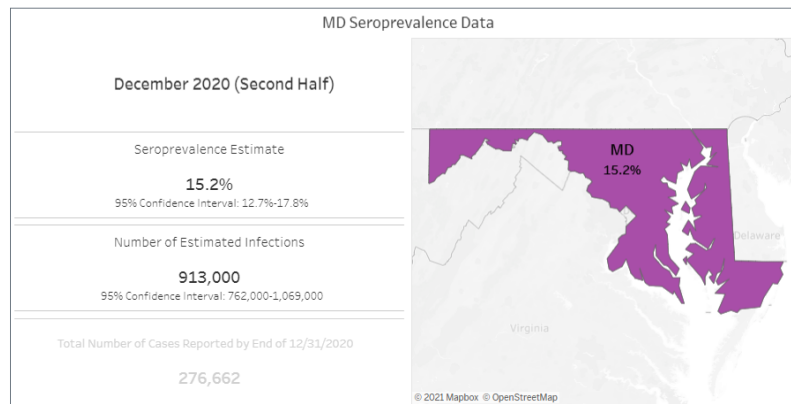 MD Seroprevalence Data
December 2020 (Second Half)
Seroprevalence Estimate
15.2%
95% Confidence Interval: 12.7%-17.8%
Number of Estimated Infections
913,000
95% Confidence Interval: 762,000-1,069,000
Total Number of Cases Reported by End of 12/31/2020
276,662
MD
15.2%
Delaware
Virginia
© 2021 Mapbox © OpenStreetMap